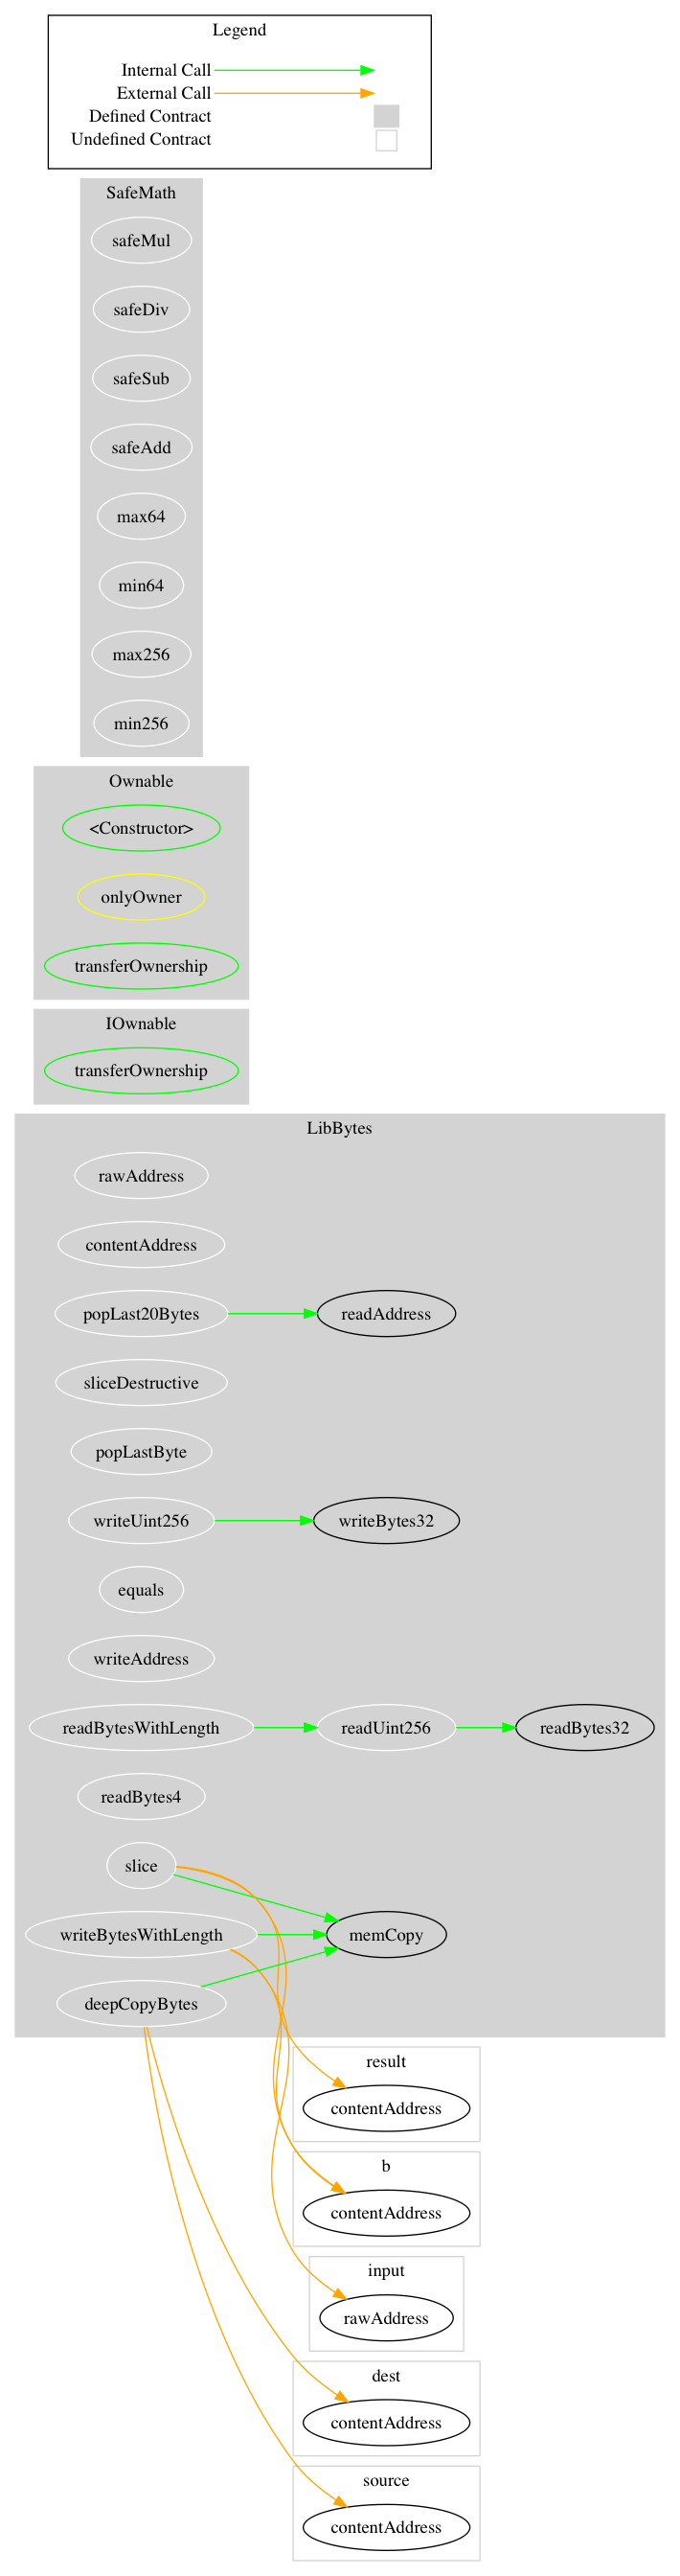 Legend
Internal Call
External Call
Defined Contract
Undefined Contract
SafeMath
safeMul
safeDiv
safeSub
safeAdd
max64
min64
max256
min256
Ownable
<Constructor>
onlyOwner
transferOwnership
IOwnable
transferOwnership
LibBytes
rawAddress
contentAddress
popLast20Bytes readAddress
sliceDestructive
popLastByte
writeUint256 writeBytes32
equals
writeAddress
readBytesWithLength readUint256 readBytes32
readBytes4
slice
writeBytesWithLength memCopy
deepCopyBytes
result
contentAddress
b
contentAddress
input
rawAddress
dest
contentAddress
source
contentAddress